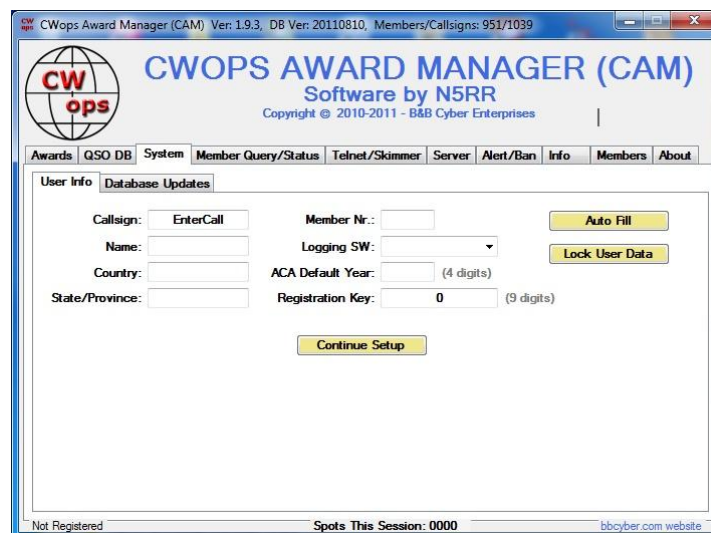 CW ops CWops Award Manager (CAM) Ver: 1.9.3, DB Ver: 20110810, Members/Callsigns: 951/1039
CW
ops
CWOPS AWARD MANAGER (CAM)
Software by N5RR
Copyright © 2010-2011 - B&B Cyber Enterprises
Awards QSO DB System Member Query/Status Telnet/Skimmer Server Alert/Ban Info Members About
User Info Database Updates
Callsign: EnterCall Member Nr.: Auto Fill
Name: Logging SW: Lock User Data
Country: ACA Default Year: (4 digits)
State/Province: Registration Key: 0 (9 digits)
Continue Setup
Not Registered Spots This Session: 0000 bbcyber.com website